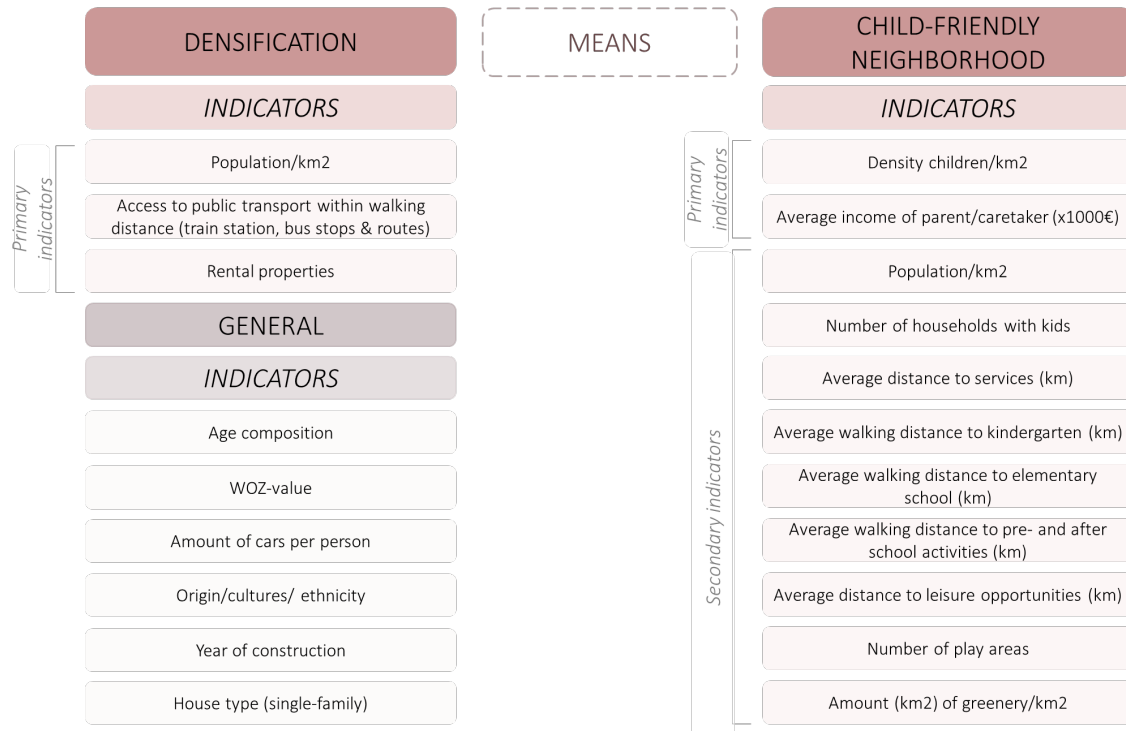 DENSIFICATION
INDICATORS
Primary
indicators
Population/km2
Access to public transport within walking
distance (train station, bus stops & routes)
Rental properties
GENERAL
INDICATORS
Age composition
WOZ-value
Amount of cars per person
Origin/cultures/ ethnicity
Year of construction
House type (single-family)
MEANS
CHILD-FRIENDLY
NEIGHBORHOOD
INDICATORS
Primary
indicators
Density children/km2
Average income of parent/caretaker (x1000€)
Secondary indicators
Population/km2
Number of households with kids
Average distance to services (km)
Average walking distance to kindergarten (km)
Average walking distance to elementary
school (km)
Average walking distance to pre- and after
school activities (km)
Average distance to leisure opportunities (km)
Number of play areas
Amount (km2) of greenery/km2